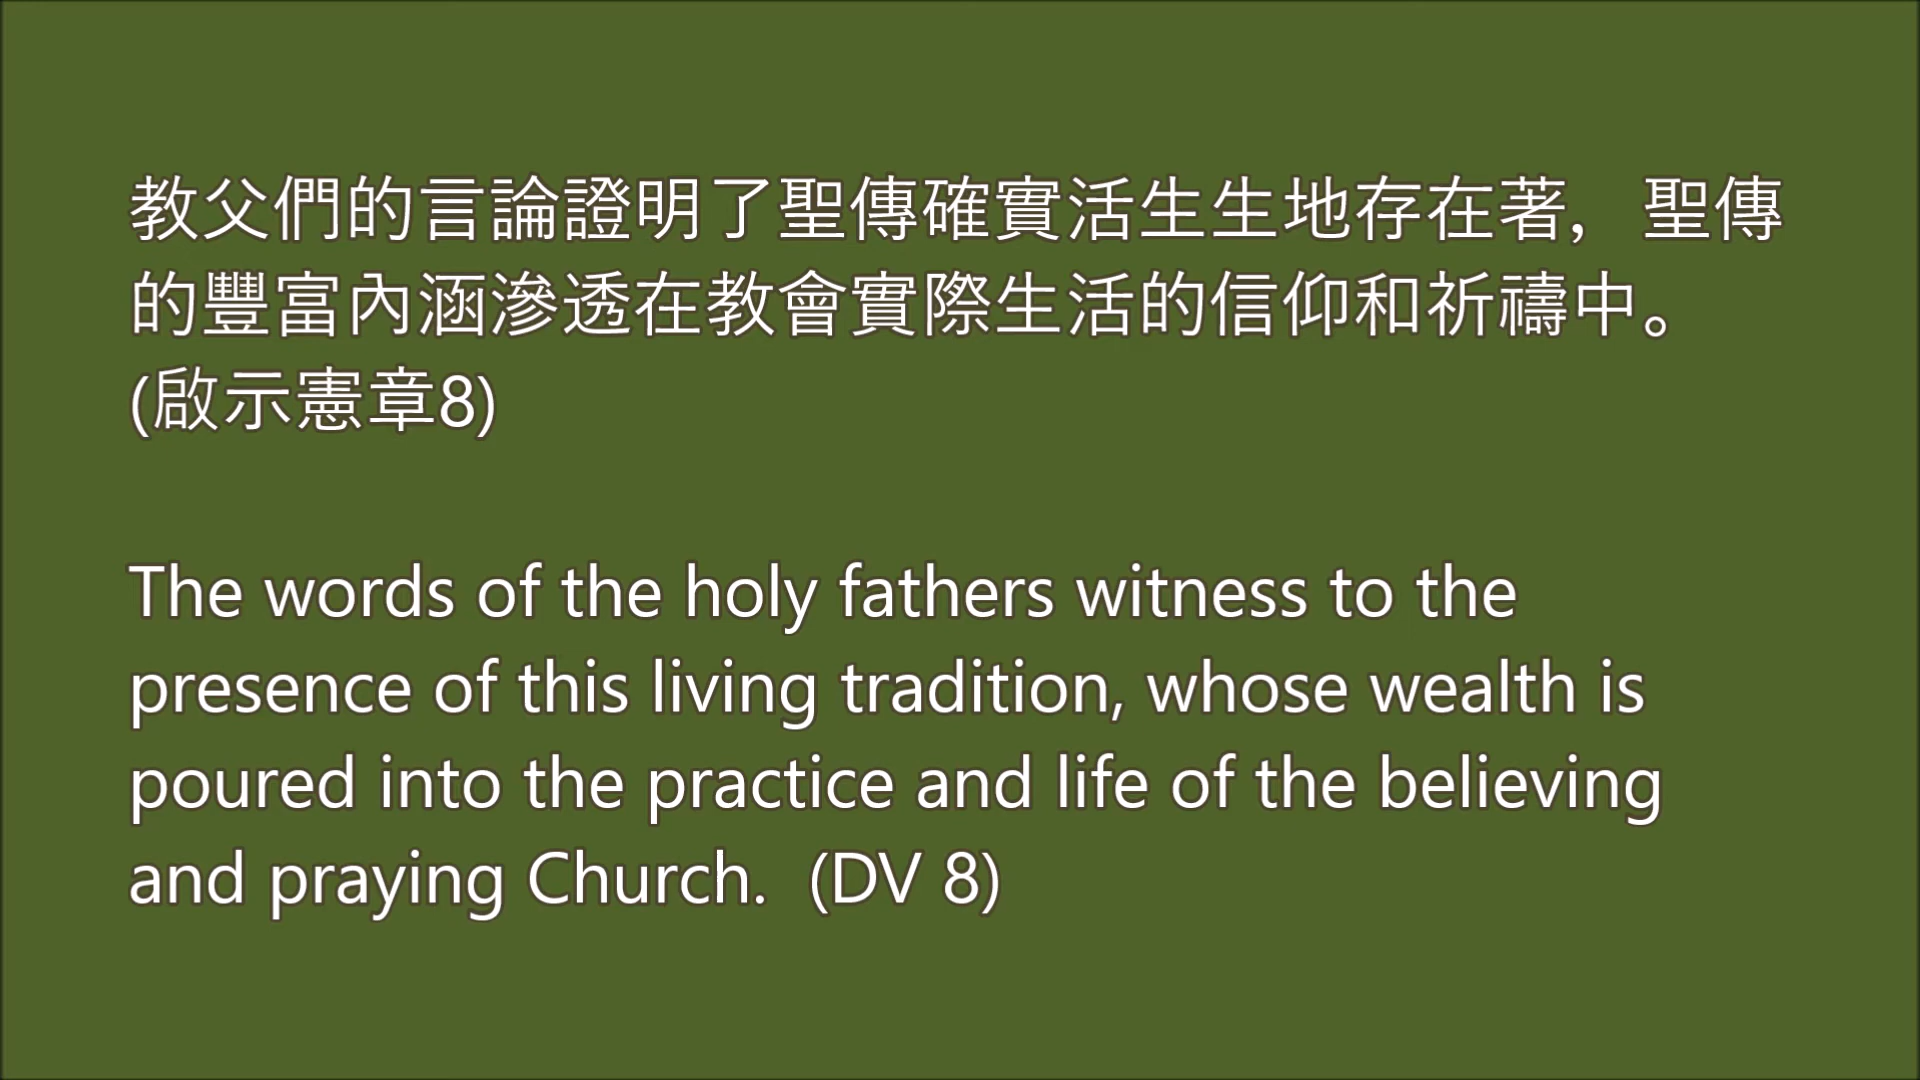 教父們的言論證明了聖傳確實活生生地存在著，聖傳
的豐富內涵滲透在教會實際生活的信仰和祈禱中。
(啟示憲章8)
The words of the holy fathers witness to the
presence of this living tradition, whose wealth is
poured into the practice and life of the believing
and praying Church.  (DV 8)